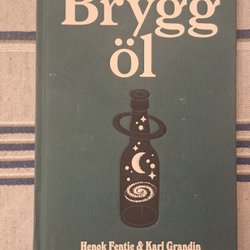 Brygg
öl
Henok Fentie & Karl Grandin